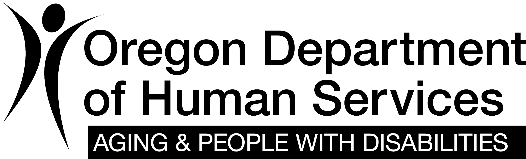 Oregon Department
of Human Services
AGING & PEOPLE WITH DISABILITIES